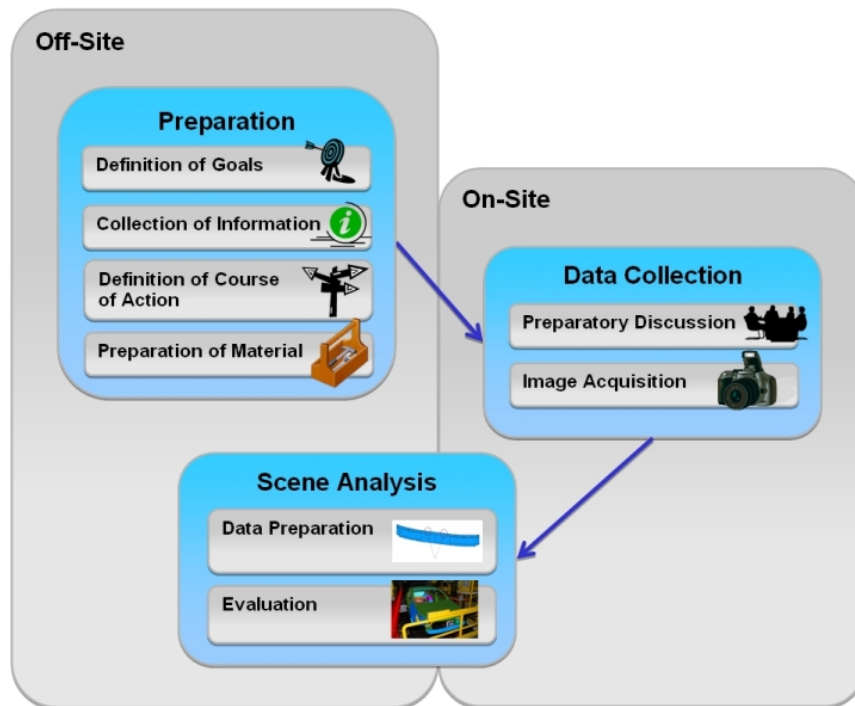 Off-Site
Preparation
Definition of Goals
Collection of Information
Definition of Course
of Action
Preparation of Material
On-Site
Data Collection
Preparatory Discussion
Image Acquisition
Scene Analysis
Data Preparation
Evaluation